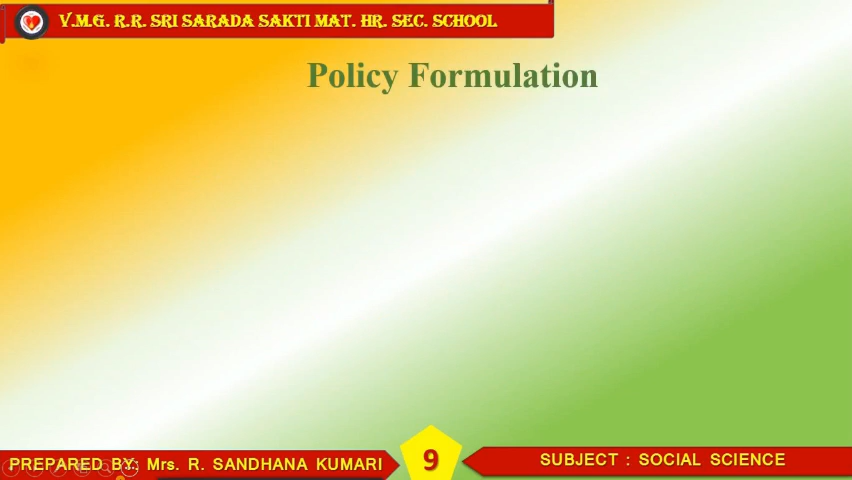 V.M.G. R.R. SRI SARADA SAKTI MAT. HR. SEC. SCHOOL
Policy Formulation
PREPARED BY: Mrs. R. SANDHANA KUMARI
9
SUBJECT : SOCIAL SCIENCE